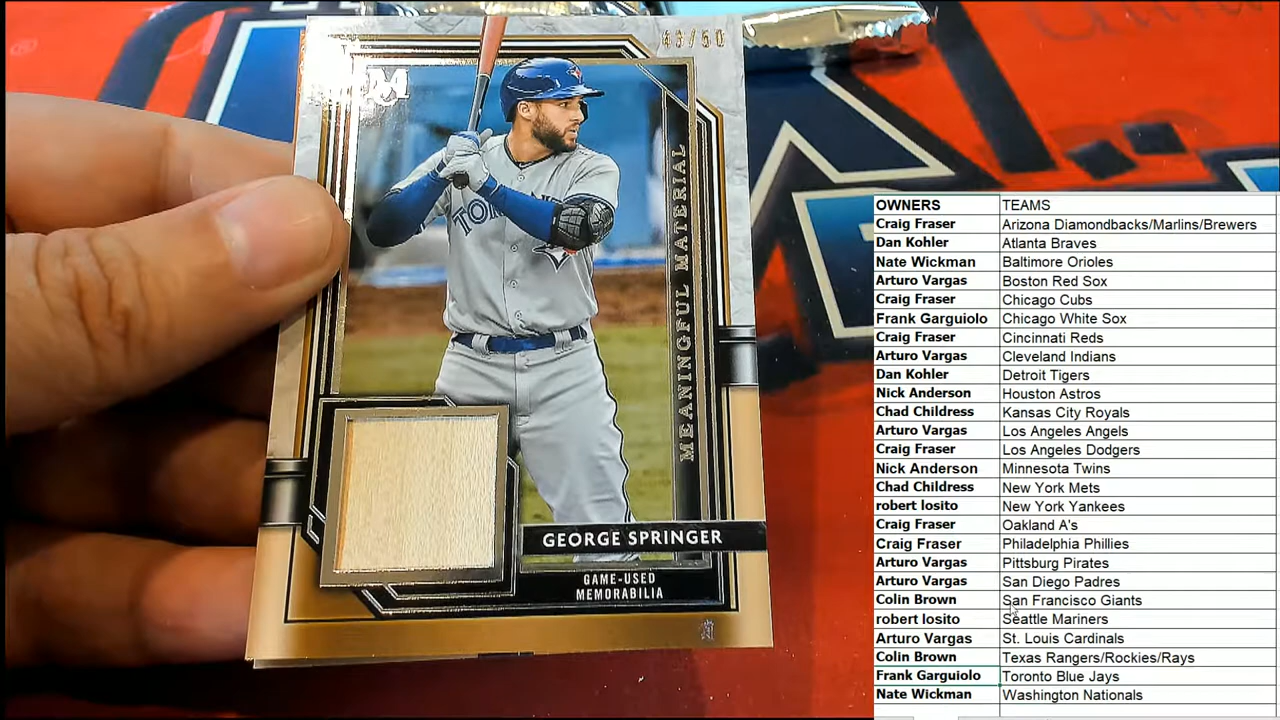 43/50
M
TOR
MEANINGFUL MATERIAL
GEORGE SPRINGER
GAME-USED
MEMORABILIA
OWNERS TEAMS
Craig Fraser Arizona Diamondbacks/Marlins/Brewers
Dan Kohler Atlanta Braves
Nate Wickman Baltimore Orioles
Arturo Vargas Boston Red Sox
Craig Fraser Chicago Cubs
Frank Garguiolo Chicago White Sox
Craig Fraser Cincinnati Reds
Arturo Vargas Cleveland Indians
Dan Kohler Detroit Tigers
Nick Anderson Houston Astros
Chad Childress Kansas City Royals
Arturo Vargas Los Angeles Angels
Craig Fraser Los Angeles Dodgers
Nick Anderson Minnesota Twins
Chad Childress New York Mets
robert losito New York Yankees
Craig Fraser Oakland A's
Craig Fraser Philadelphia Phillies
Arturo Vargas Pittsburg Pirates
Arturo Vargas San Diego Padres
Colin Brown San Francisco Giants
robert losito Seattle Mariners
Arturo Vargas St. Louis Cardinals
Colin Brown Texas Rangers/Rockies/Rays
Frank Garguiolo Toronto Blue Jays
Nate Wickman Washington Nationals